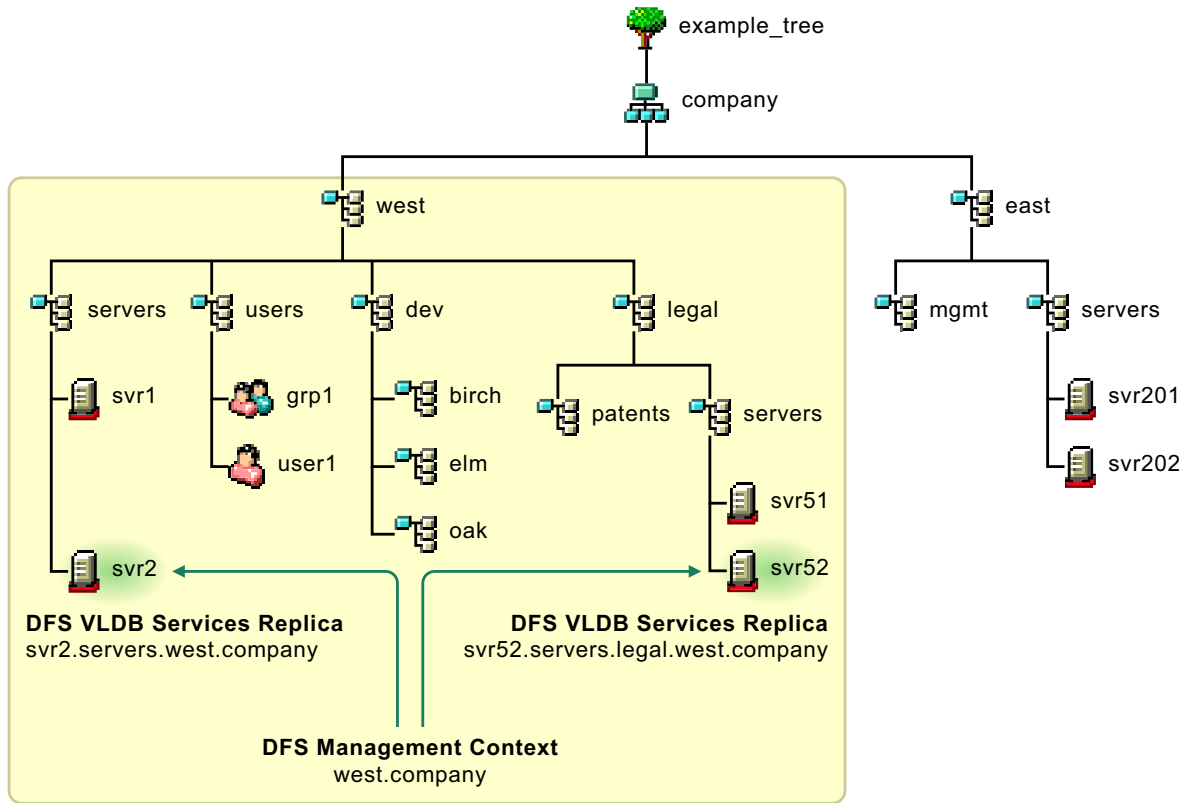 example_tree
company
west
east
servers
users
dev
legal
mgmt
servers
svr1
grp1
birch
patents
servers
svr201
user1
elm
svr202
svr51
oak
svr2
svr52
DFS VLDB Services Replica
svr2.servers.west.company
DFS VLDB Services Replica
svr52.servers.legal.west.company
DFS Management Context
west.company